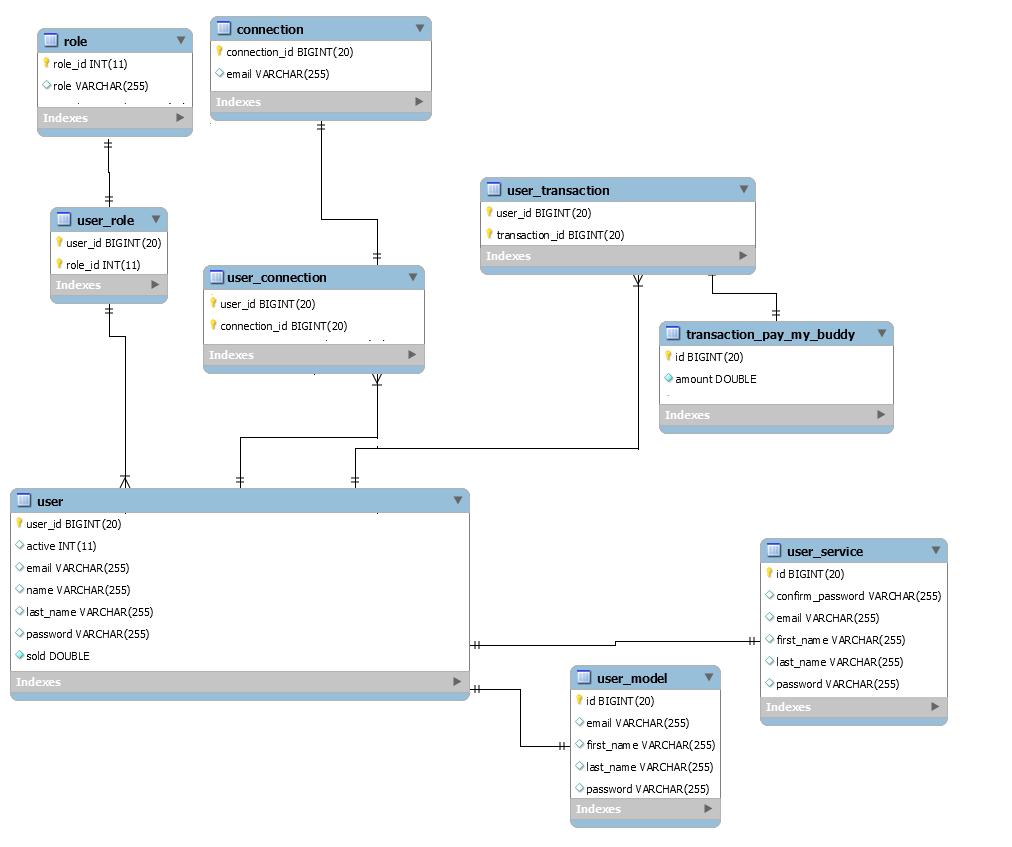 role
role_id INT(11)
role VARCHAR(255)
Indexes
connection
connection_id BIGINT(20)
email VARCHAR(255)
Indexes
user_role
user_id BIGINT(20)
role_id INT(11)
Indexes
user_connection
user_id BIGINT(20)
connection_id BIGINT(20)
Indexes
user_transaction
user_id BIGINT(20)
transaction_id BIGINT(20)
Indexes
transaction_pay_my_buddy
id BIGINT(20)
amount DOUBLE
Indexes
user
user_id BIGINT(20)
active INT(11)
email VARCHAR(255)
name VARCHAR(255)
last_name VARCHAR(255)
password VARCHAR(255)
sold DOUBLE
Indexes
user_service
id BIGINT(20)
confirm_password VARCHAR(255)
email VARCHAR(255)
first_name VARCHAR(255)
last_name VARCHAR(255)
password VARCHAR(255)
Indexes
user_model
id BIGINT(20)
email VARCHAR(255)
first_name VARCHAR(255)
last_name VARCHAR(255)
password VARCHAR(255)
Indexes